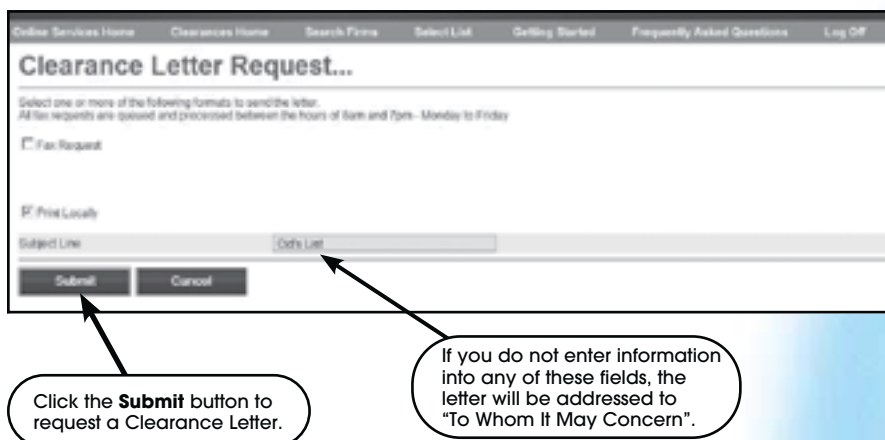 Online Services Home Clearances Home Search Firms Select List Getting Started Frequently Asked Questions Log Off
Clearance Letter Request...
Select one or more of the following formats to send the letter.
All fax requests are queued and processed between the hours of 8am and 7pm - Monday to Friday
Fax Request
Print Locally
Subject Line List
Submit Cancel
If you do not enter information
into any of these fields, the
letter will be addressed to
“To Whom It May Concern”.
Click the Submit button to
request a Clearance Letter.